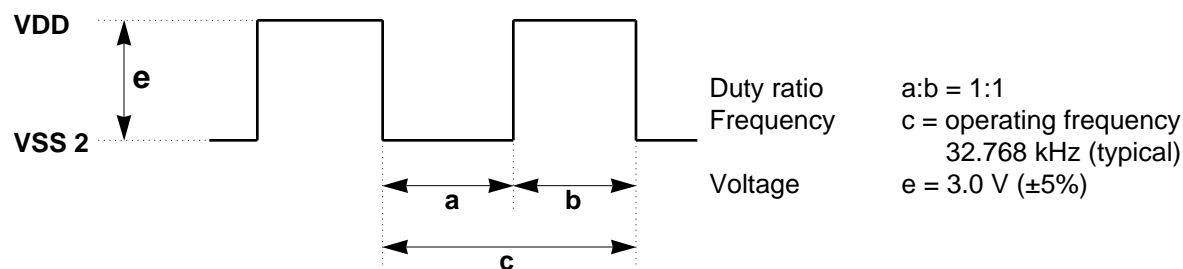 VDD
e
VSS 2
a
b
c
Duty ratio a:b = 1:1
Frequency c = operating frequency
32.768 kHz (typical)
Voltage e = 3.0 V (±5%)